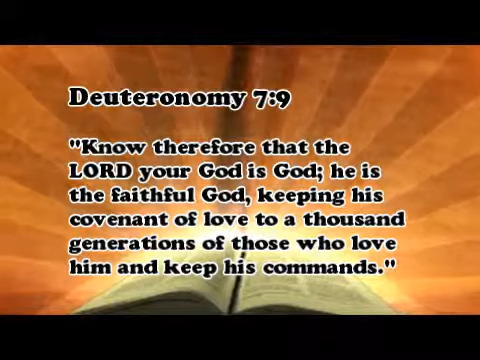 Deuteronomy 7:9
"Know therefore that the
LORD your God is God; he is
the faithful God, keeping his
covenant of love to a thousand
generations of those who love
him and keep his commands."